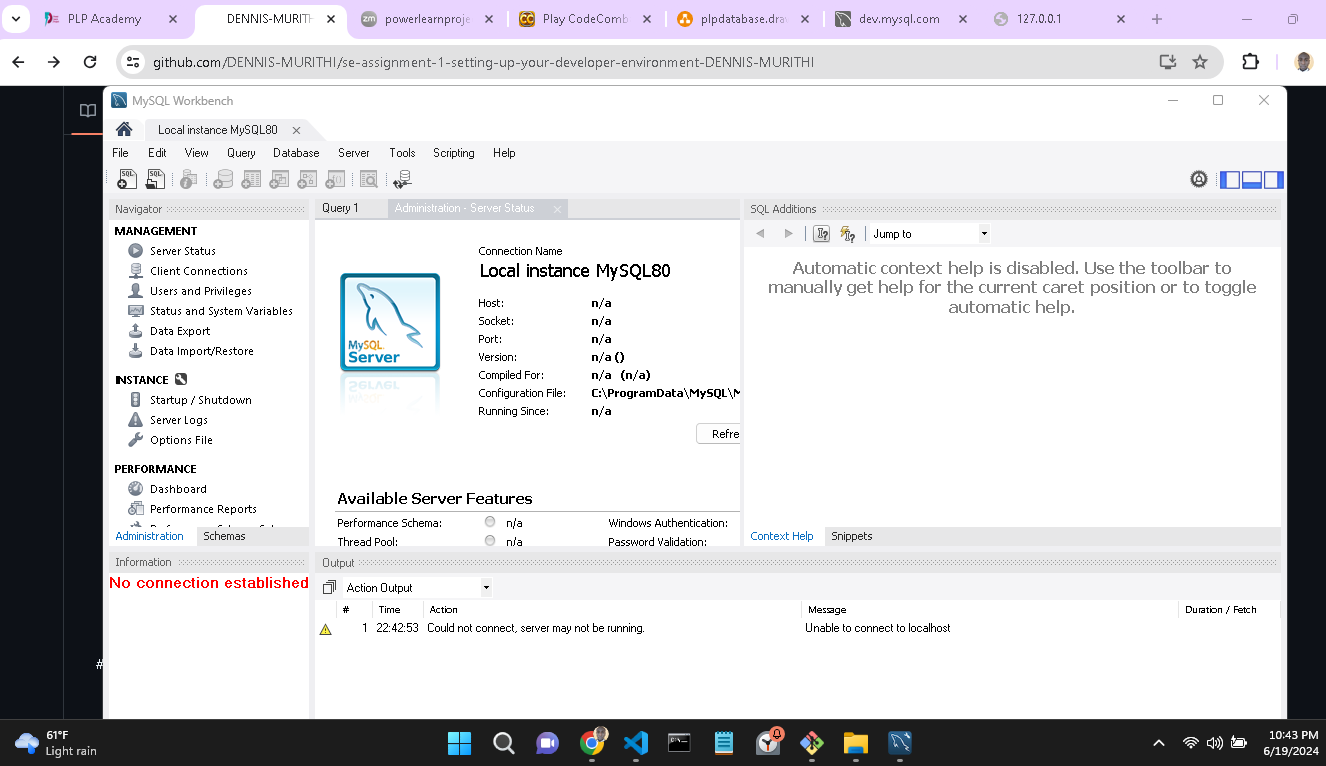 PLP Academy
DENNIS-MURITH
zm powerlearnproje
CC Play CodeComb
plpdatabase.drav
dev.mysql.com
127.0.0.1
github.com/DENNIS-MURITHI/se-assignment-1-setting-up-your-developer-environment-DENNIS-MURITHI
MySQL Workbench
Local instance MySQL80
File Edit View Query Database Server Tools Scripting Help
SQL SQL
Navigator
MANAGEMENT
Server Status
Client Connections
Users and Privileges
Status and System Variables
Data Export
Data Import/Restore
INSTANCE
Startup / Shutdown
Server Logs
Options File
PERFORMANCE
Dashboard
Performance Reports
Administration Schemas
Query 1 Administration - Server Status
MySQL
Server
Connection Name
Local instance MySQL80
Host: n/a
Socket: n/a
Port: n/a
Version: n/a ()
Compiled For: n/a (n/a)
Configuration File: C:\ProgramData\MySQL\M
Running Since: n/a
Refre
Available Server Features
Performance Schema: n/a Windows Authentication:
Thread Pool: n/a Password Validation:
SQL Additions
Jump to
Automatic context help is disabled. Use the toolbar to
manually get help for the current caret position or to toggle
automatic help.
Context Help Snippets
Information
No connection established
Output
Action Output
# Time Action Message Duration / Fetch
1 22:42:53 Could not connect, server may not be running. Unable to connect to localhost
#
61°F
Light rain
10:43 PM
6/19/2024